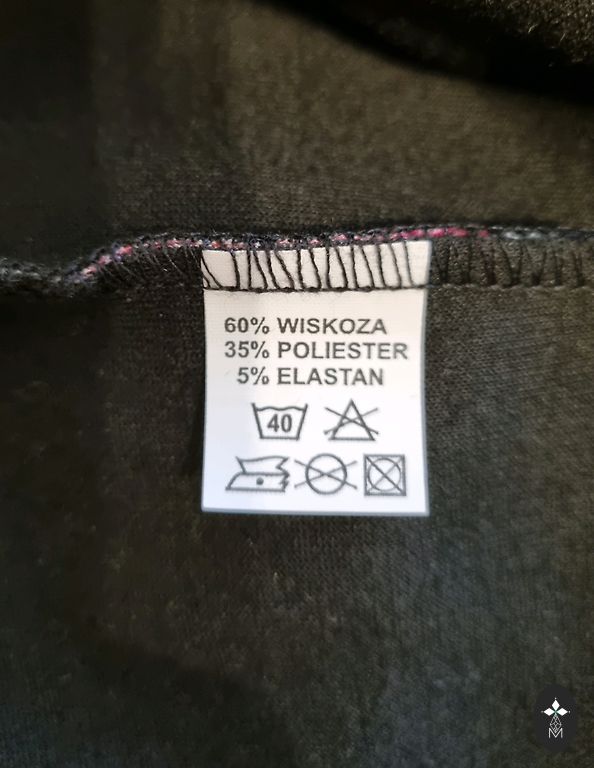 60% WISKOZA
35% POLIESTER
5% ELASTAN
40
M